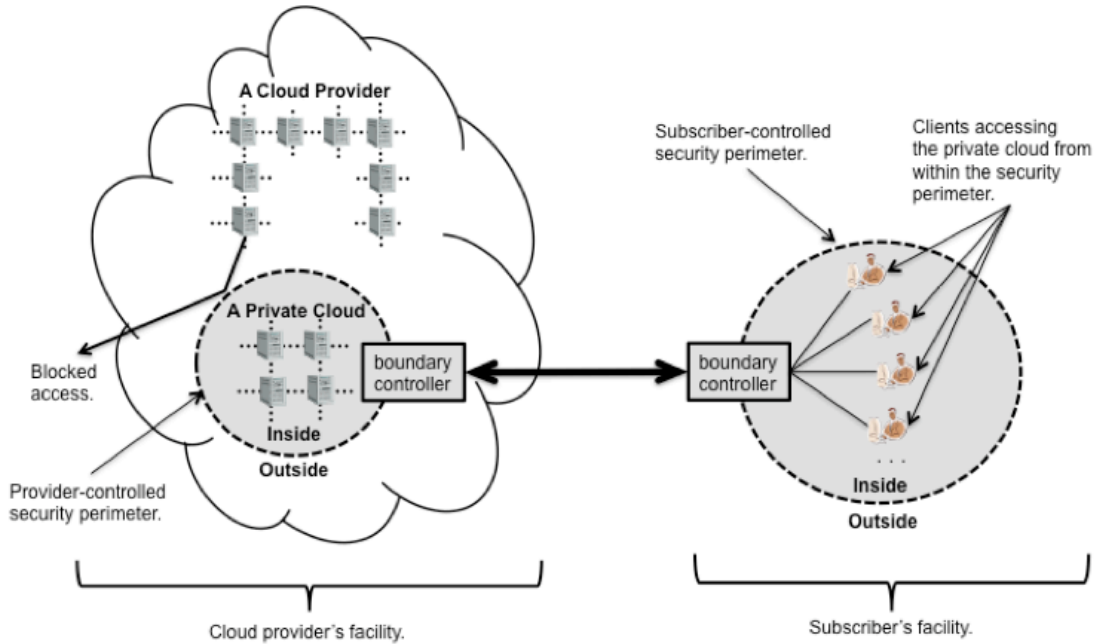 A Cloud Provider
Subscriber-controlled
security perimeter.
Clients accessing
the private cloud from
within the security
perimeter.
A Private Cloud
boundary
controller
boundary
controller
Blocked
access.
Inside
Outside
Provider-controlled
security perimeter.
. . .
Inside
Outside
Cloud provider's facility.
Subscriber's facility.